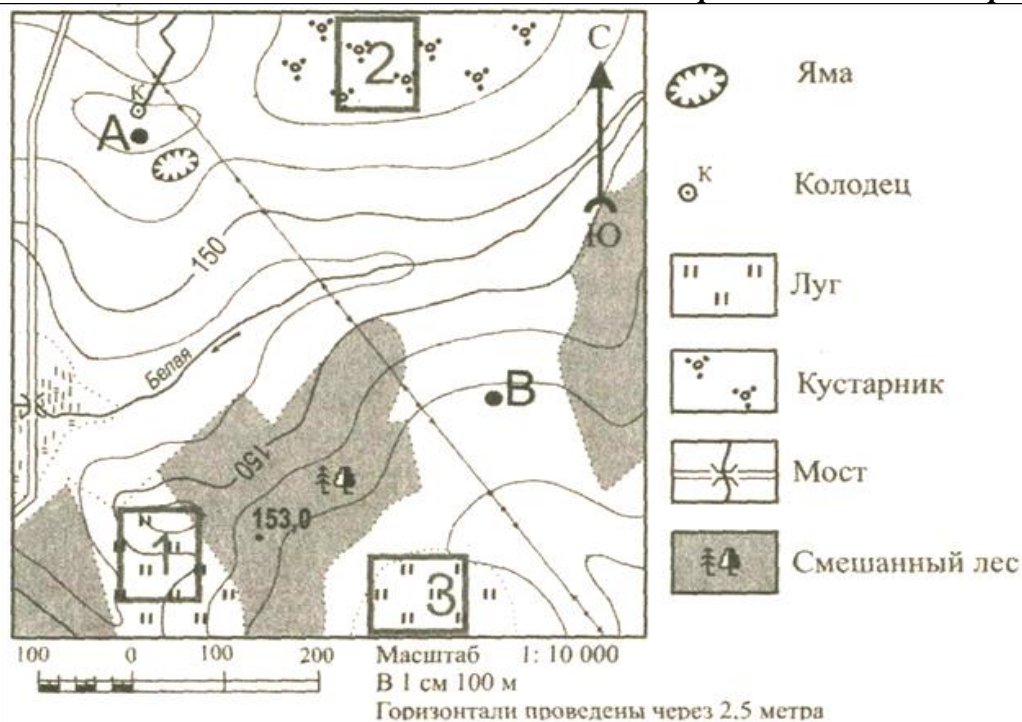 С
Яма
К
2
А
К
Колодец
Ю
150
Луг
Белая
В
Кустарник
150
Мост
153,0
1
3
Смешанный лес
100 0 100 200
Масштаб 1: 10 000
В 1 см 100 м
Горизонтали проведены через 2,5 метра